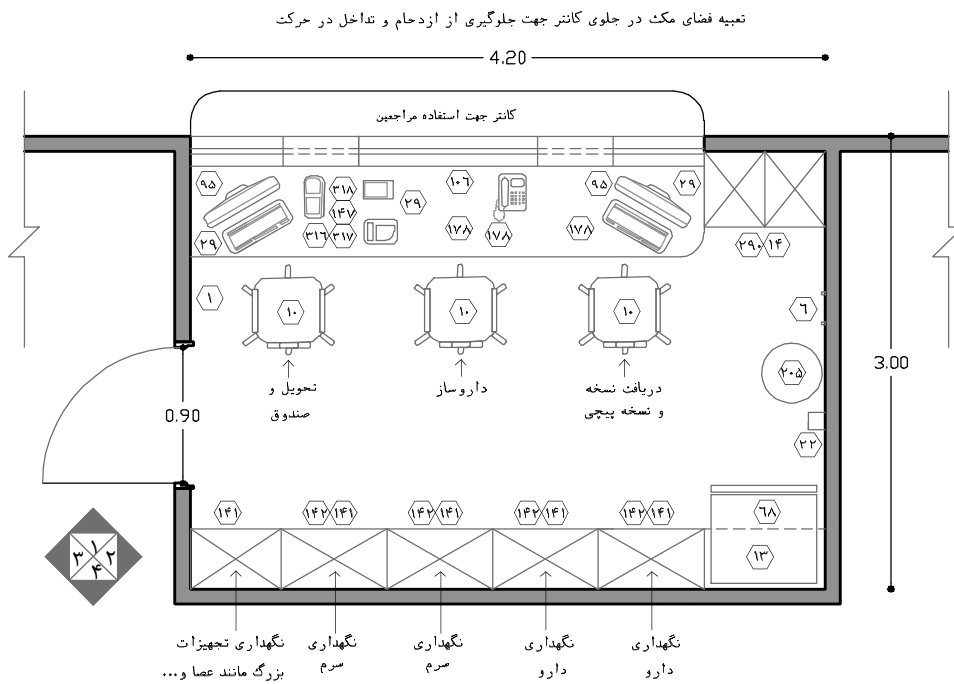 تعبیه فضای مکث در جلوی کانتر جهت جلوگیری از ازدحام و تداخل در حرکت
4.20
کانتر جهت استفاده مراجعین
۹۵ ۳۱۸ ۱۰۶ ۹۵ ۲۹
۱۴۷ ۲۹
۲۹ ۳۱۶ ۳۱۷ ۱۷۸ ۱۷۸ ۱۷۸
۲۹۰ ۱۴
۱ ۱۰ ۱۰ ۱۰ ۶
3.00
۲۰۵
تحویل و
صندوق
داروساز
دریافت نسخه
و نسخه پیچی
0.90
۲۲
۱۴۱ ۱۴۲ ۱۴۱ ۱۴۲ ۱۴۱ ۱۴۲ ۱۴۱ ۱۴۲ ۱۴۱ ۶۸
۱۳
۱
۳ ۲
۴
نگهداری تجهیزات
بزرگ مانند عصا و...
نگهداری
سرم
نگهداری
سرم
نگهداری
دارو
نگهداری
دارو